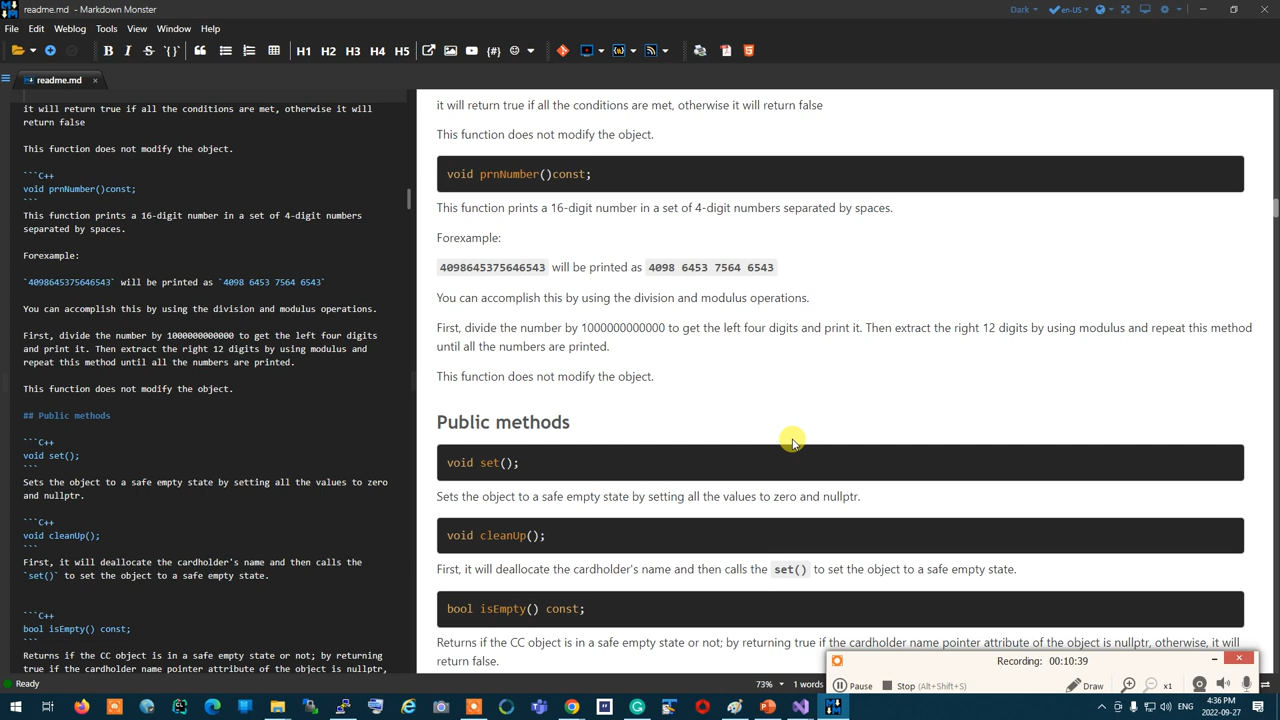 readme.md - Markdown Monster
Dark
en-US
File Edit Weblog Tools View Window Help
B I S H1 H2 H3 H4 H5 {#}
readme.md ×
it will return true if all the conditions are met, otherwise it will
return false
This function does not modify the object.
```C++
void prnNumber()const;
```
This function prints a 16-digit number in a set of 4-digit numbers
separated by spaces.
Forexample:
`4098645375646543` will be printed as `4098 6453 7564 6543`
You can accomplish this by using the division and modulus operations.
First, divide the number by 1000000000000 to get the left four digits
and print it. Then extract the right 12 digits by using modulus and
repeat this method until all the numbers are printed.
This function does not modify the object.
## Public methods
```C++
void set();
```
Sets the object to a safe empty state by setting all the values to zero
and nullptr.
```C++
void cleanUp();
```
First, it will deallocate the cardholder's name and then calls the
`set()` to set the object to a safe empty state.
```C++
bool isEmpty() const;
```
Returns if the CC object is in a safe empty state or not; by returning
true if the cardholder name pointer attribute of the object is nullptr,
it will return true if all the conditions are met, otherwise it will return false
This function does not modify the object.
void prnNumber()const;
This function prints a 16-digit number in a set of 4-digit numbers separated by spaces.
Forexample:
4098645375646543 will be printed as 4098 6453 7564 6543
You can accomplish this by using the division and modulus operations.
First, divide the number by 1000000000000 to get the left four digits and print it. Then extract the right 12 digits by using modulus and repeat this method
until all the numbers are printed.
This function does not modify the object.
Public methods
void set();
Sets the object to a safe empty state by setting all the values to zero and nullptr.
void cleanUp();
First, it will deallocate the cardholder's name and then calls the set() to set the object to a safe empty state.
bool isEmpty() const;
Returns if the CC object is in a safe empty state or not; by returning true if the cardholder name pointer attribute of the object is nullptr, otherwise, it will
return false.
Recording: 00:10:39
Pause Stop (Alt+Shift+S) Draw x1
Ready
73% 1 words
ENG
4:36 PM
2022-09-27